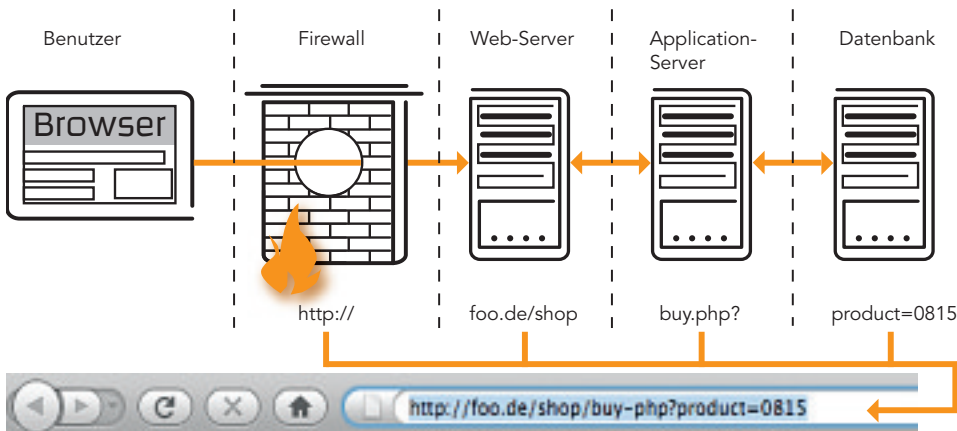 Benutzer
Firewall
Web-Server
Application-
Server
Datenbank
Browser
http://
foo.de/shop
buy.php?
product=0815
http://foo.de/shop/buy-php?product=0815